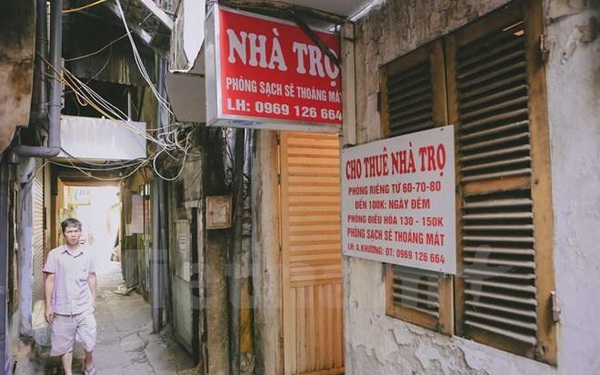 NHÀ TRỌ
PHÒNG SẠCH SẼ THOÁNG MÁT
LH: 0969 126 664
CHO THUÊ NHÀ TRỌ
PHÒNG RIÊNG TỪ 60-70-80
ĐẾN 100K: NGÀY ĐÊM
PHÒNG ĐIỀU HÒA 130 - 150K
PHÒNG SẠCH SẼ THOÁNG MÁT
LH: A.KHƯƠNG: ĐT: 0969 126 664